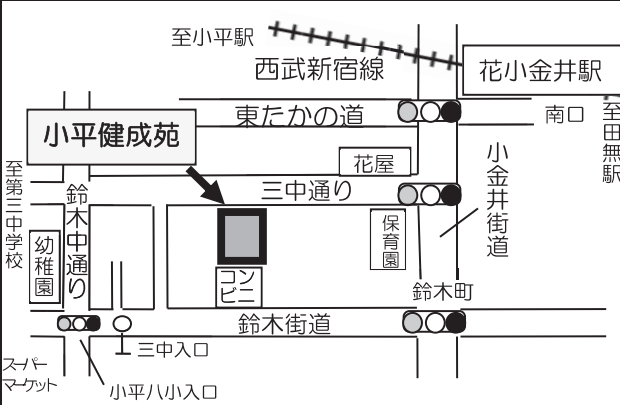 至小平駅
西武新宿線
花小金井駅
東たかの道
南口
至田無駅
小平健成苑
花屋
三中通り
小金井街道
至第三中学校
鈴木中通り
幼稚園
保育園
コン
ビニ
鈴木町
鈴木街道
三中入口
スーパー
マーケット
小平八小入口